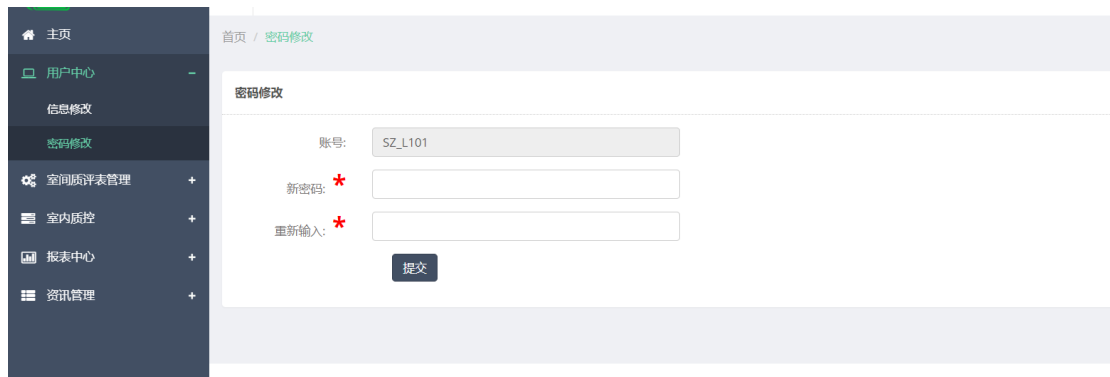 主页
用户中心
信息修改
密码修改
室间质评表管理
室内质控
报表中心
资讯管理
首页 / 密码修改
密码修改
账号: SZ_L101
新密码: *
重新输入: *
提交